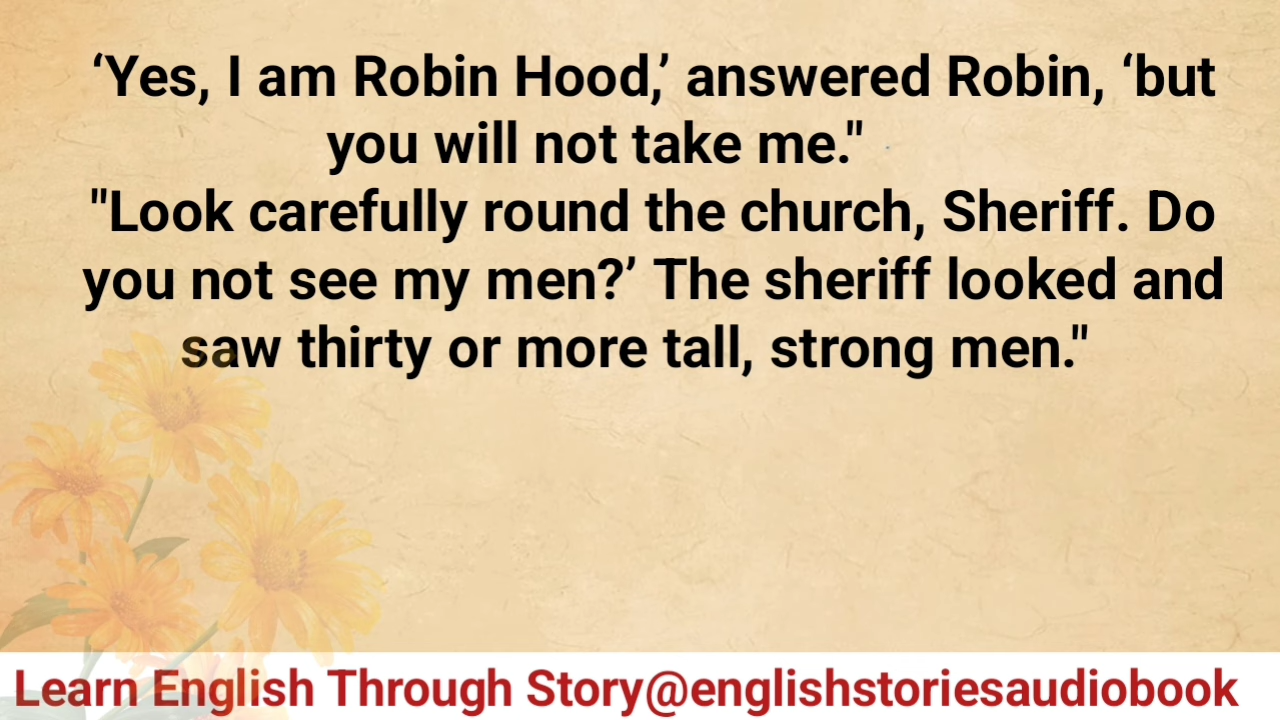 ‘Yes, I am Robin Hood,’ answered Robin, ‘but
you will not take me."
"Look carefully round the church, Sheriff. Do
you not see my men?’ The sheriff looked and
saw thirty or more tall, strong men."
Learn English Through Story@englishstoriesaudiobook